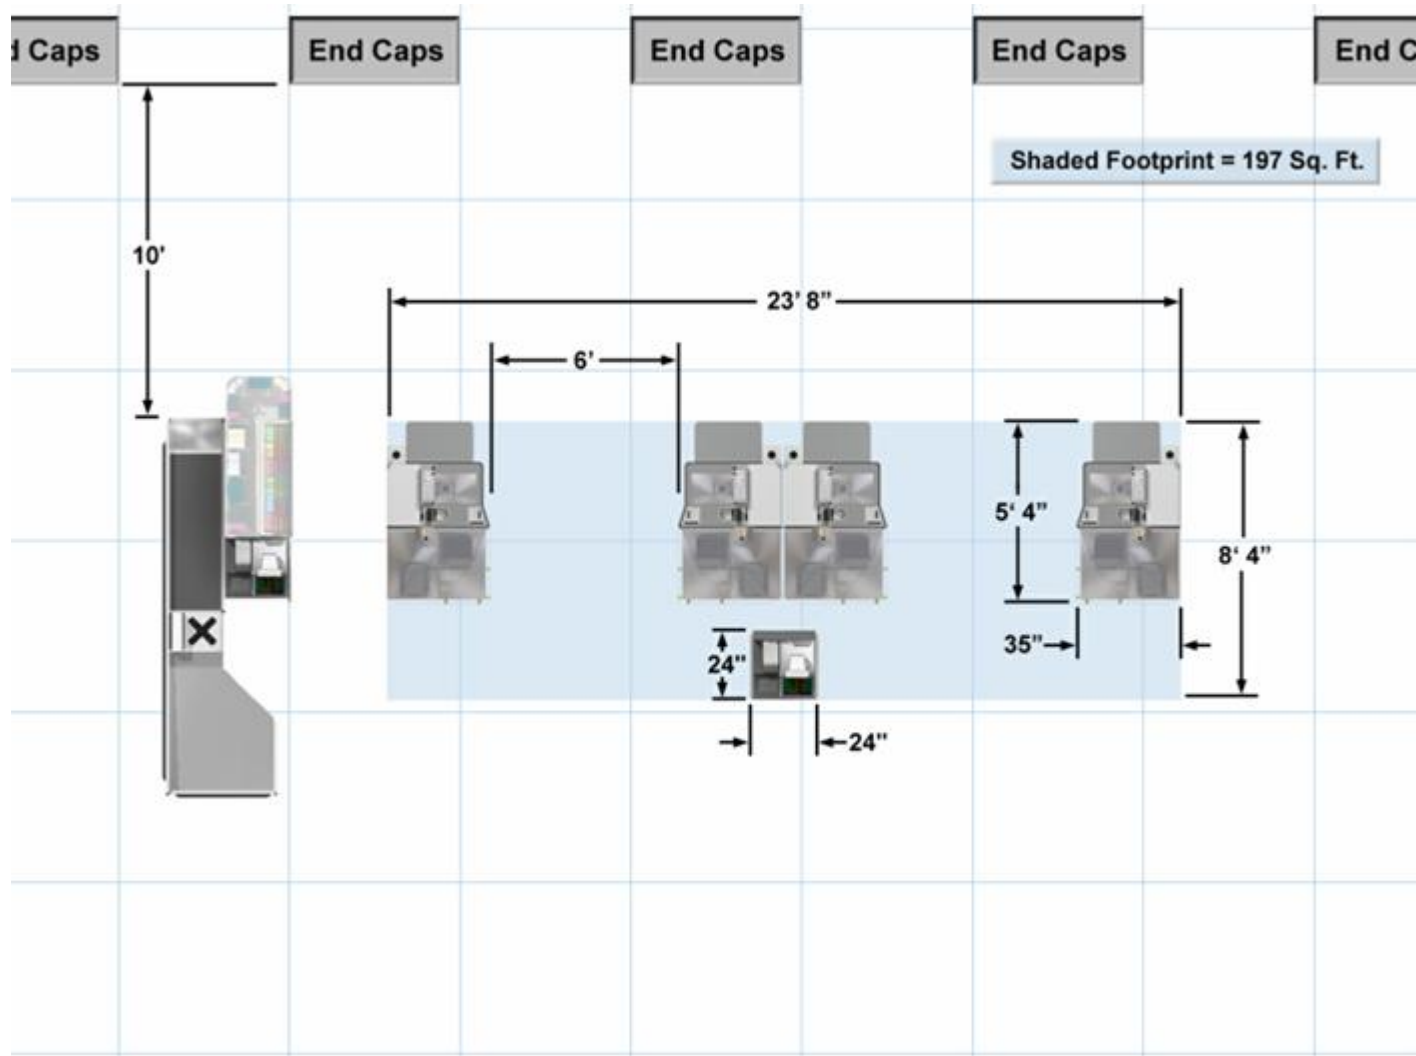 d Caps
End Caps
End Caps
End Caps
End C
Shaded Footprint = 197 Sq. Ft.
10'
23' 8"
6'
5‘ 4"
8‘ 4"
35"
24"
24"